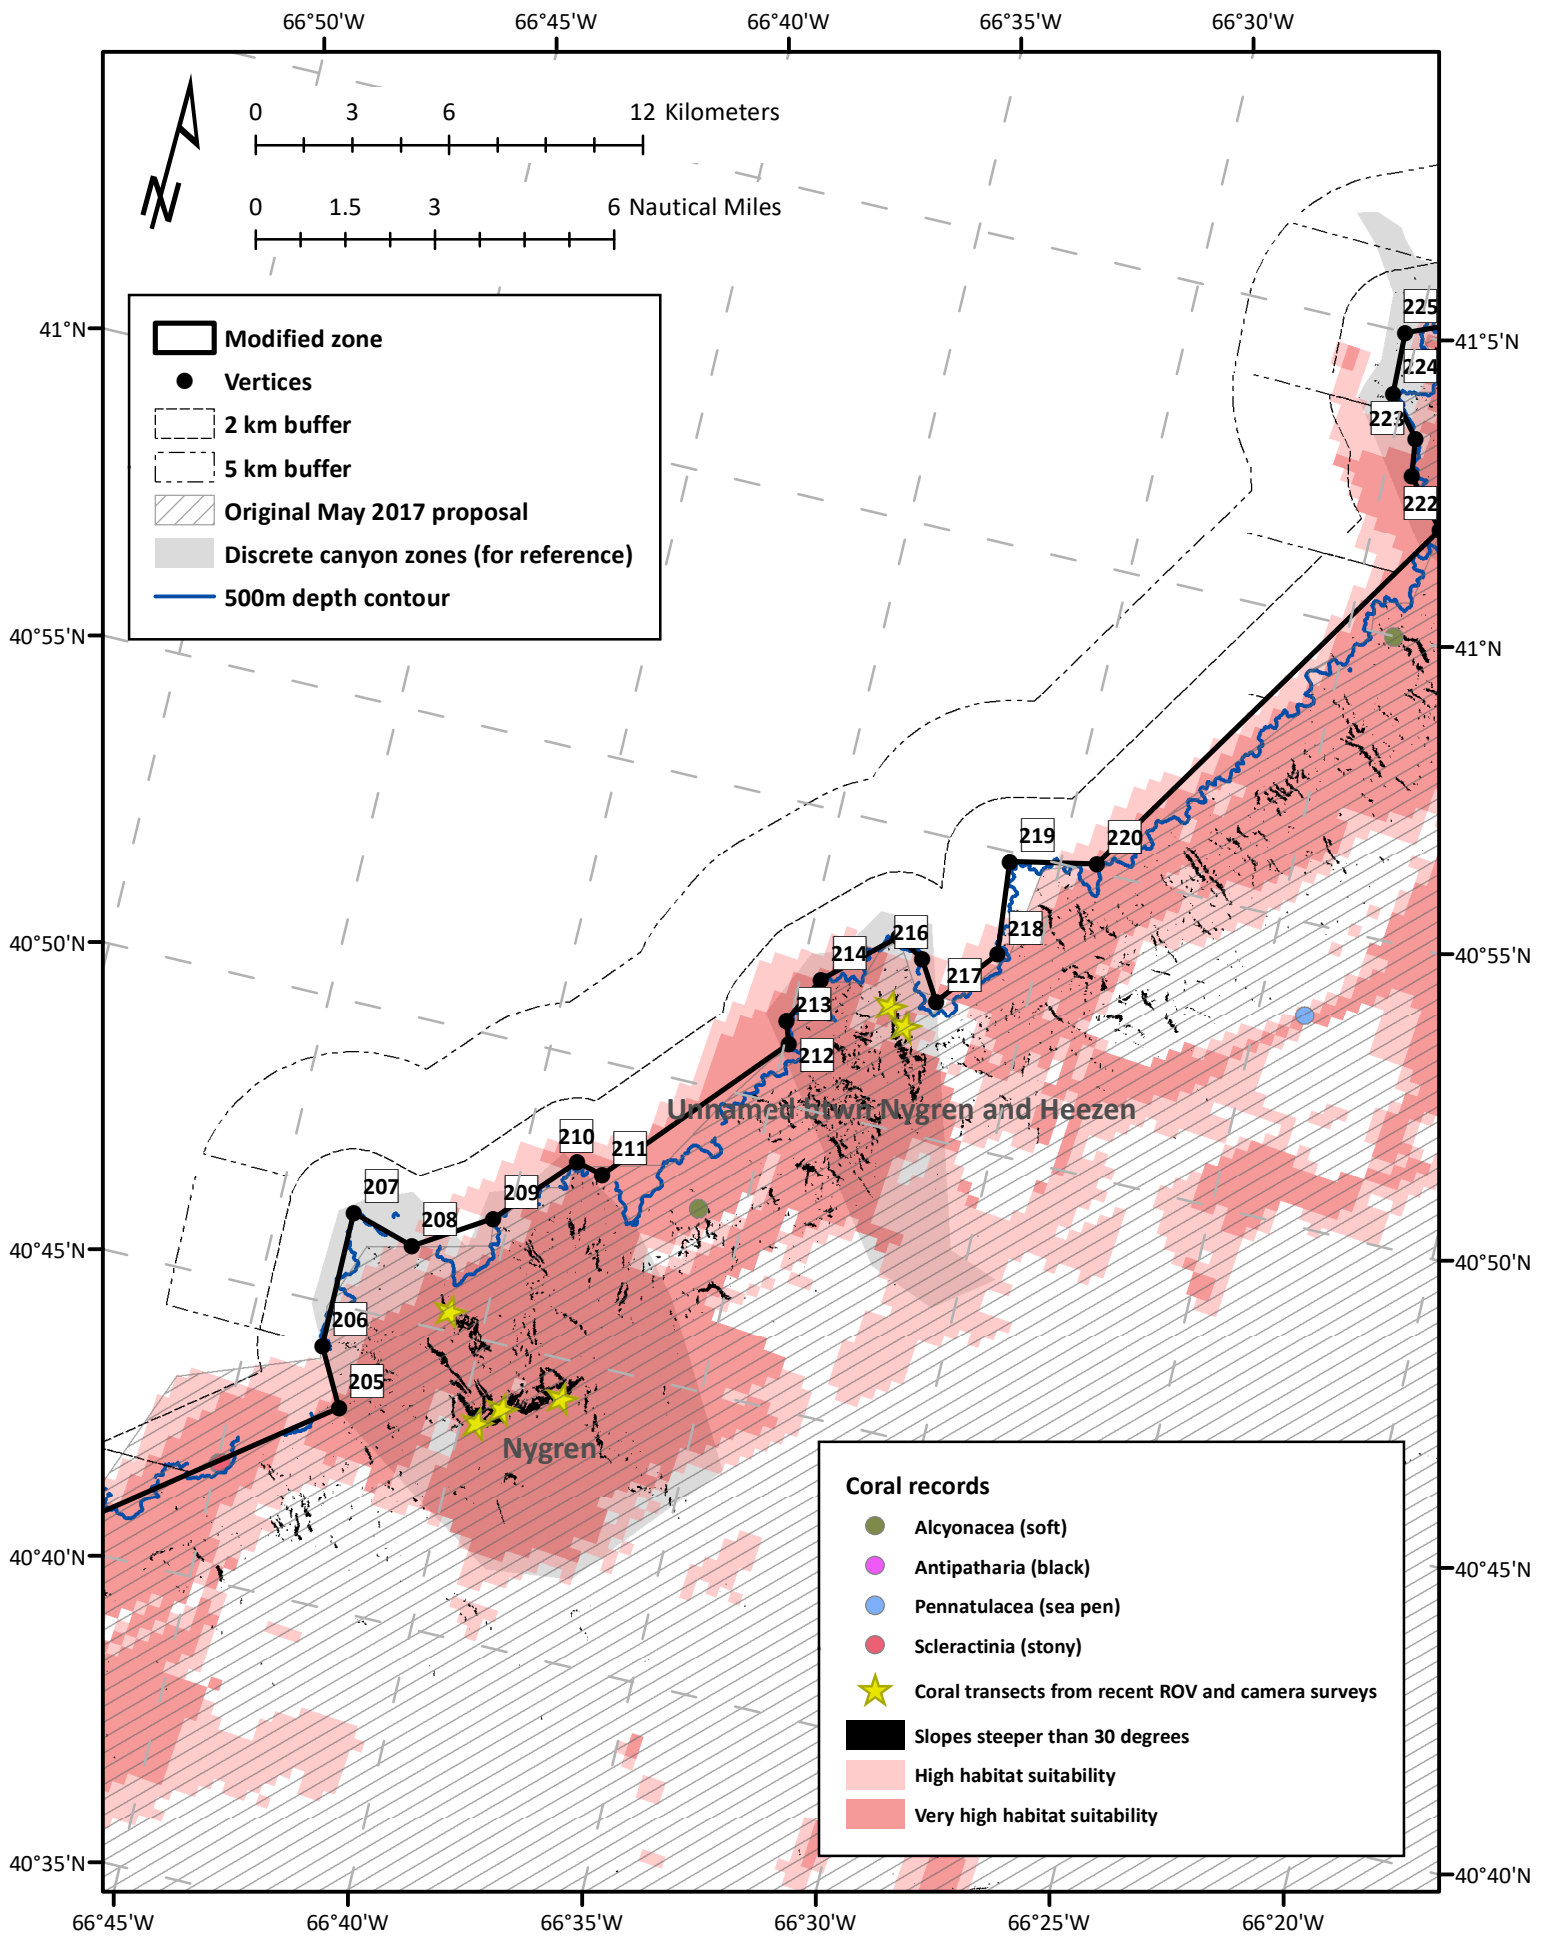 66°50'W 66°45'W 66°40'W 66°35'W 66°30'W
N
0 3 6 12 Kilometers
0 1.5 3 6 Nautical Miles
Modified zone
Vertices
2 km buffer
5 km buffer
Original May 2017 proposal
Discrete canyon zones (for reference)
500m depth contour
41°N
40°55'N
40°50'N
40°45'N
40°40'N
40°35'N
41°5'N
41°N
40°55'N
40°50'N
40°45'N
40°40'N
225
224
223
222
219
220
218
216
214
217
213
212
Unnamed btwn Nygren and Heezen
210
211
209
207
208
206
205
Nygren
Coral records
Alcyonacea (soft)
Antipatharia (black)
Pennatulacea (sea pen)
Scleractinia (stony)
Coral transects from recent ROV and camera surveys
Slopes steeper than 30 degrees
High habitat suitability
Very high habitat suitability
66°45'W 66°40'W 66°35'W 66°30'W 66°25'W 66°20'W